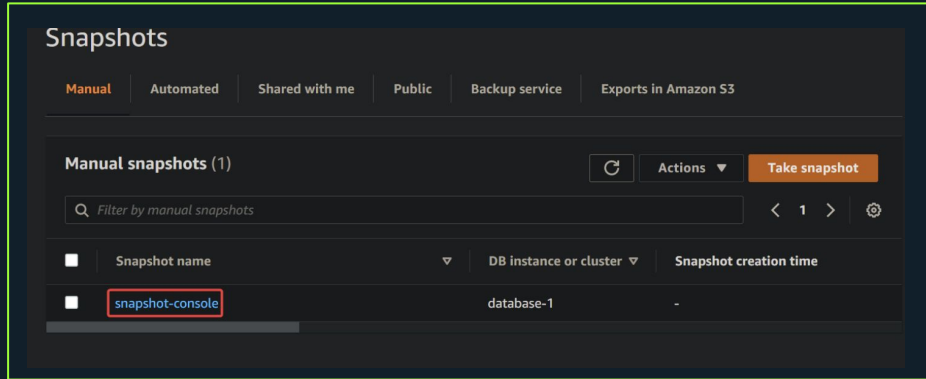 Snapshots
Manual Automated Shared with me Public Backup service Exports in Amazon S3
Manual snapshots (1) Actions Take snapshot
Filter by manual snapshots 1
Snapshot name DB instance or cluster Snapshot creation time
snapshot-console database-1 -